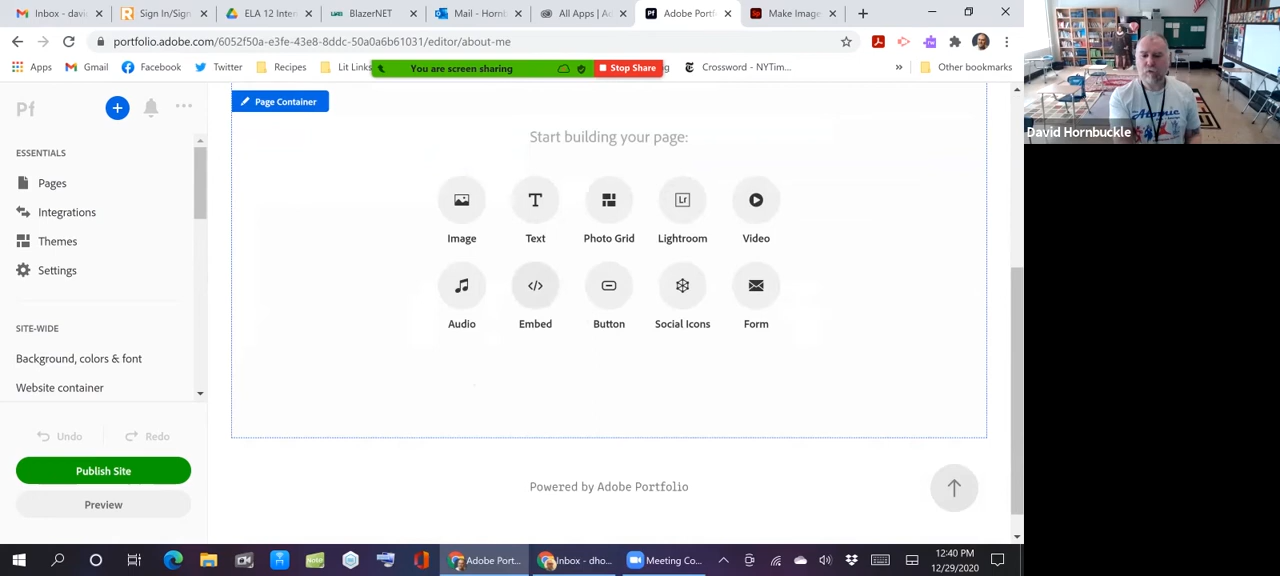 Inbox - davi
Sign In/Sign
ELA 12 Inter
BlazerNET
Mail - Hornb
All Apps | Ad
Adobe Portf
Make Image
portfolio.adobe.com/6052f50a-e3fe-43e8-8ddc-50a0a6b61031/editor/about-me
Apps
Gmail
Facebook
Twitter
Recipes
Lit Links
You are screen sharing
Stop Share
Crossword - NYTim...
»
Other bookmarks
Pf
Page Container
Start building your page:
ESSENTIALS
Pages
Integrations
Themes
Settings
Image
Text
Photo Grid
Lr
Lightroom
Video
Audio
Embed
Button
Social Icons
Form
SITE-WIDE
Background, colors & font
Website container
Undo
Redo
Publish Site
Preview
Powered by Adobe Portfolio
Adobe Port...
Inbox - dho...
Meeting Co...
12:40 PM
12/29/2020
Atomic
David Hornbuckle